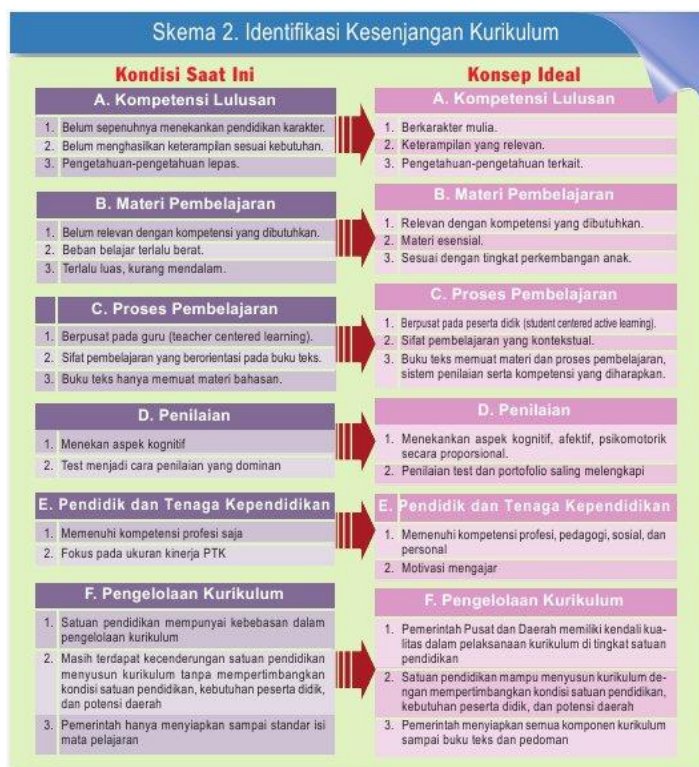 Skema 2. Identifikasi Kesenjangan Kurikulum
Kondisi Saat Ini
A. Kompetensi Lulusan
1. Belum sepenuhnya menekankan pendidikan karakter.
2. Belum menghasilkan keterampilan sesuai kebutuhan.
3. Pengetahuan-pengetahuan lepas.
B. Materi Pembelajaran
1. Belum relevan dengan kompetensi yang dibutuhkan.
2. Beban belajar terlalu berat.
3. Terlalu luas, kurang mendalam.
C. Proses Pembelajaran
1. Berpusat pada guru (teacher centered learning).
2. Sifat pembelajaran yang berorientasi pada buku teks.
3. Buku teks hanya memuat materi bahasan.
D. Penilaian
1. Menekan aspek kognitif
2. Test menjadi cara penilaian yang dominan
E. Pendidik dan Tenaga Kependidikan
1. Memenuhi kompetensi profesi saja
2. Fokus pada ukuran kinerja PTK
F. Pengelolaan Kurikulum
1. Satuan pendidikan mempunyai kebebasan dalam
pengelolaan kurikulum
2. Masih terdapat kecenderungan satuan pendidikan
menyusun kurikulum tanpa mempertimbangkan
kondisi satuan pendidikan, kebutuhan peserta didik,
dan potensi daerah
3. Pemerintah hanya menyiapkan sampai standar isi
mata pelajaran
Konsep Ideal
A. Kompetensi Lulusan
1. Berkarakter mulia.
2. Keterampilan yang relevan.
3. Pengetahuan-pengetahuan terkait.
B. Materi Pembelajaran
1. Relevan dengan kompetensi yang dibutuhkan.
2. Materi esensial.
3. Sesuai dengan tingkat perkembangan anak.
C. Proses Pembelajaran
1. Berpusat pada peserta didik (student centered active learning).
2. Sifat pembelajaran yang kontekstual.
3. Buku teks memuat materi dan proses pembelajaran,
sistem penilaian serta kompetensi yang diharapkan.
D. Penilaian
1. Menekankan aspek kognitif, afektif, psikomotorik
secara proporsional.
2. Penilaian test dan portofolio saling melengkapi
E. Pendidik dan Tenaga Kependidikan
1. Memenuhi kompetensi profesi, pedagogi, sosial, dan
personal
2. Motivasi mengajar
F. Pengelolaan Kurikulum
1. Pemerintah Pusat dan Daerah memiliki kendali kua-
litas dalam pelaksanaan kurikulum di tingkat satuan
pendidikan
2. Satuan pendidikan mampu menyusun kurikulum de-
ngan mempertimbangkan kondisi satuan pendidikan,
kebutuhan peserta didik, dan potensi daerah
3. Pemerintah menyiapkan semua komponen kurikulum
sampai buku teks dan pedoman